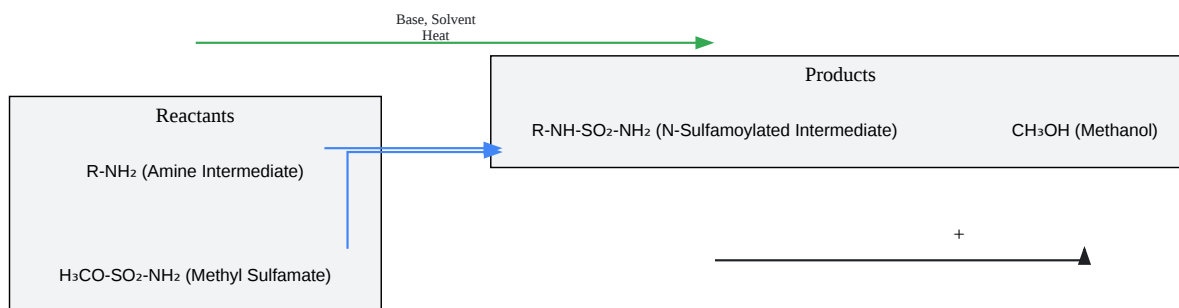 Base, Solvent
Heat
Products
R-NH-SO₂-NH₂ (N-Sulfamoylated Intermediate)
CH₃OH (Methanol)
Reactants
R-NH₂ (Amine Intermediate)
H₃CO-SO₂-NH₂ (Methyl Sulfamate)
+